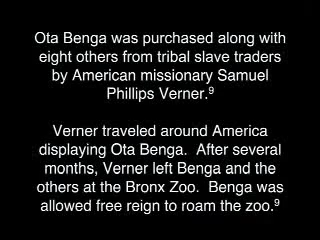 Ota Benga was purchased along with
eight others from tribal slave traders
by American missionary Samuel
Phillips Verner.⁹
Verner traveled around America
displaying Ota Benga.  After several
months, Verner left Benga and the
others at the Bronx Zoo.  Benga was
allowed free reign to roam the zoo.⁹